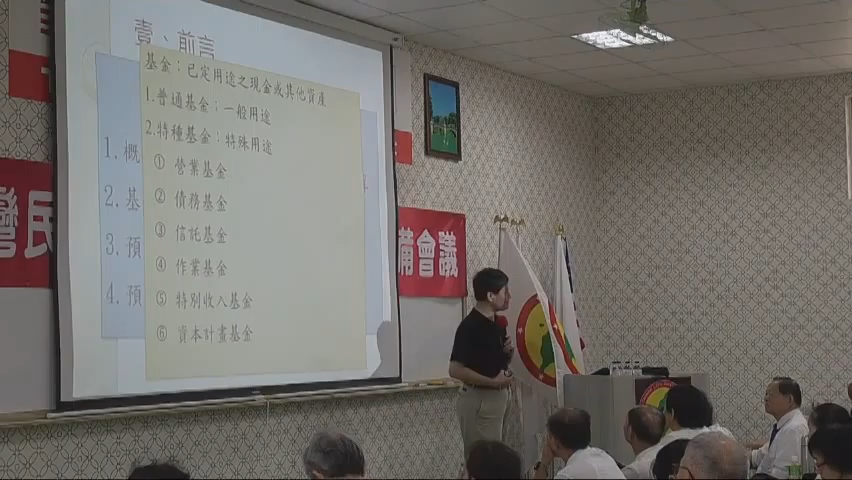 壹、前言
基金：已定用途之現金或其他資產
1.普通基金：一般用途
2.特種基金：特殊用途
① 營業基金
② 債務基金
③ 信託基金
④ 作業基金
⑤ 特別收入基金
⑥ 資本計畫基金
1.概
2.基
3.預
4.預
灣民
備會議